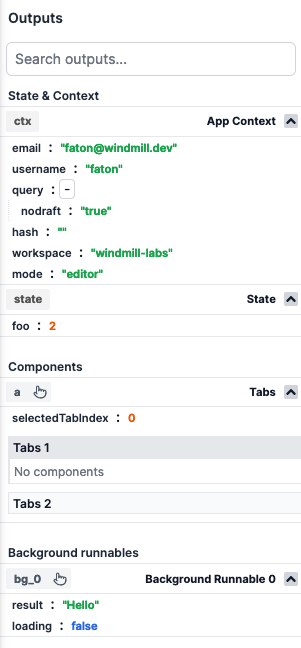 Outputs
Search outputs...
State & Context
ctx App Context
email : "faton@windmill.dev"
username : "faton"
query : -
nodraft : "true"
hash : ""
workspace : "windmill-labs"
mode : "editor"
state State
foo : 2
Components
a Tabs
selectedTabIndex : 0
Tabs 1
No components
Tabs 2
Background runnables
bg_0 Background Runnable 0
result : "Hello"
loading : false